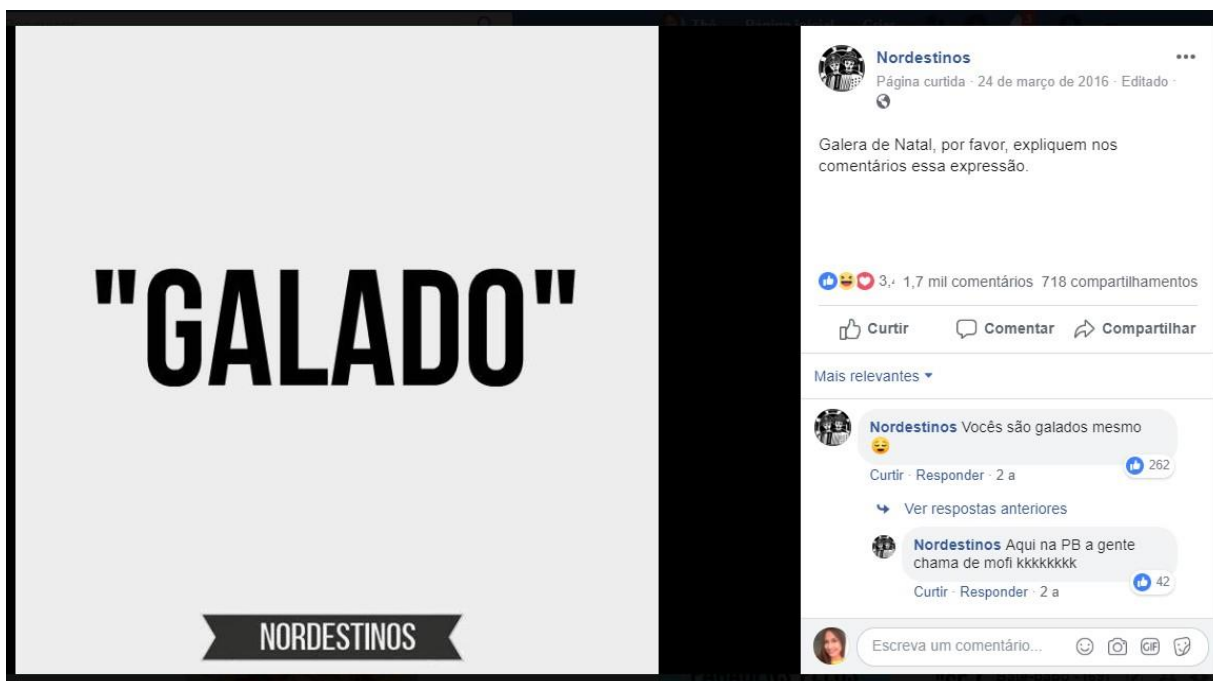 "GALADO"
NORDESTINOS
Nordestinos
Página curtida · 24 de março de 2016 · Editado ·
Galera de Natal, por favor, expliquem nos
comentários essa expressão.
1,7 mil comentários 718 compartilhamentos
Curtir Comentar Compartilhar
Mais relevantes
Nordestinos Vocês são galados mesmo
262
Curtir · Responder · 2 a
Ver respostas anteriores
Nordestinos Aqui na PB a gente
chama de mofi kkkkkkkk
42
Curtir · Responder · 2 a
Escreva um comentário...
GIF